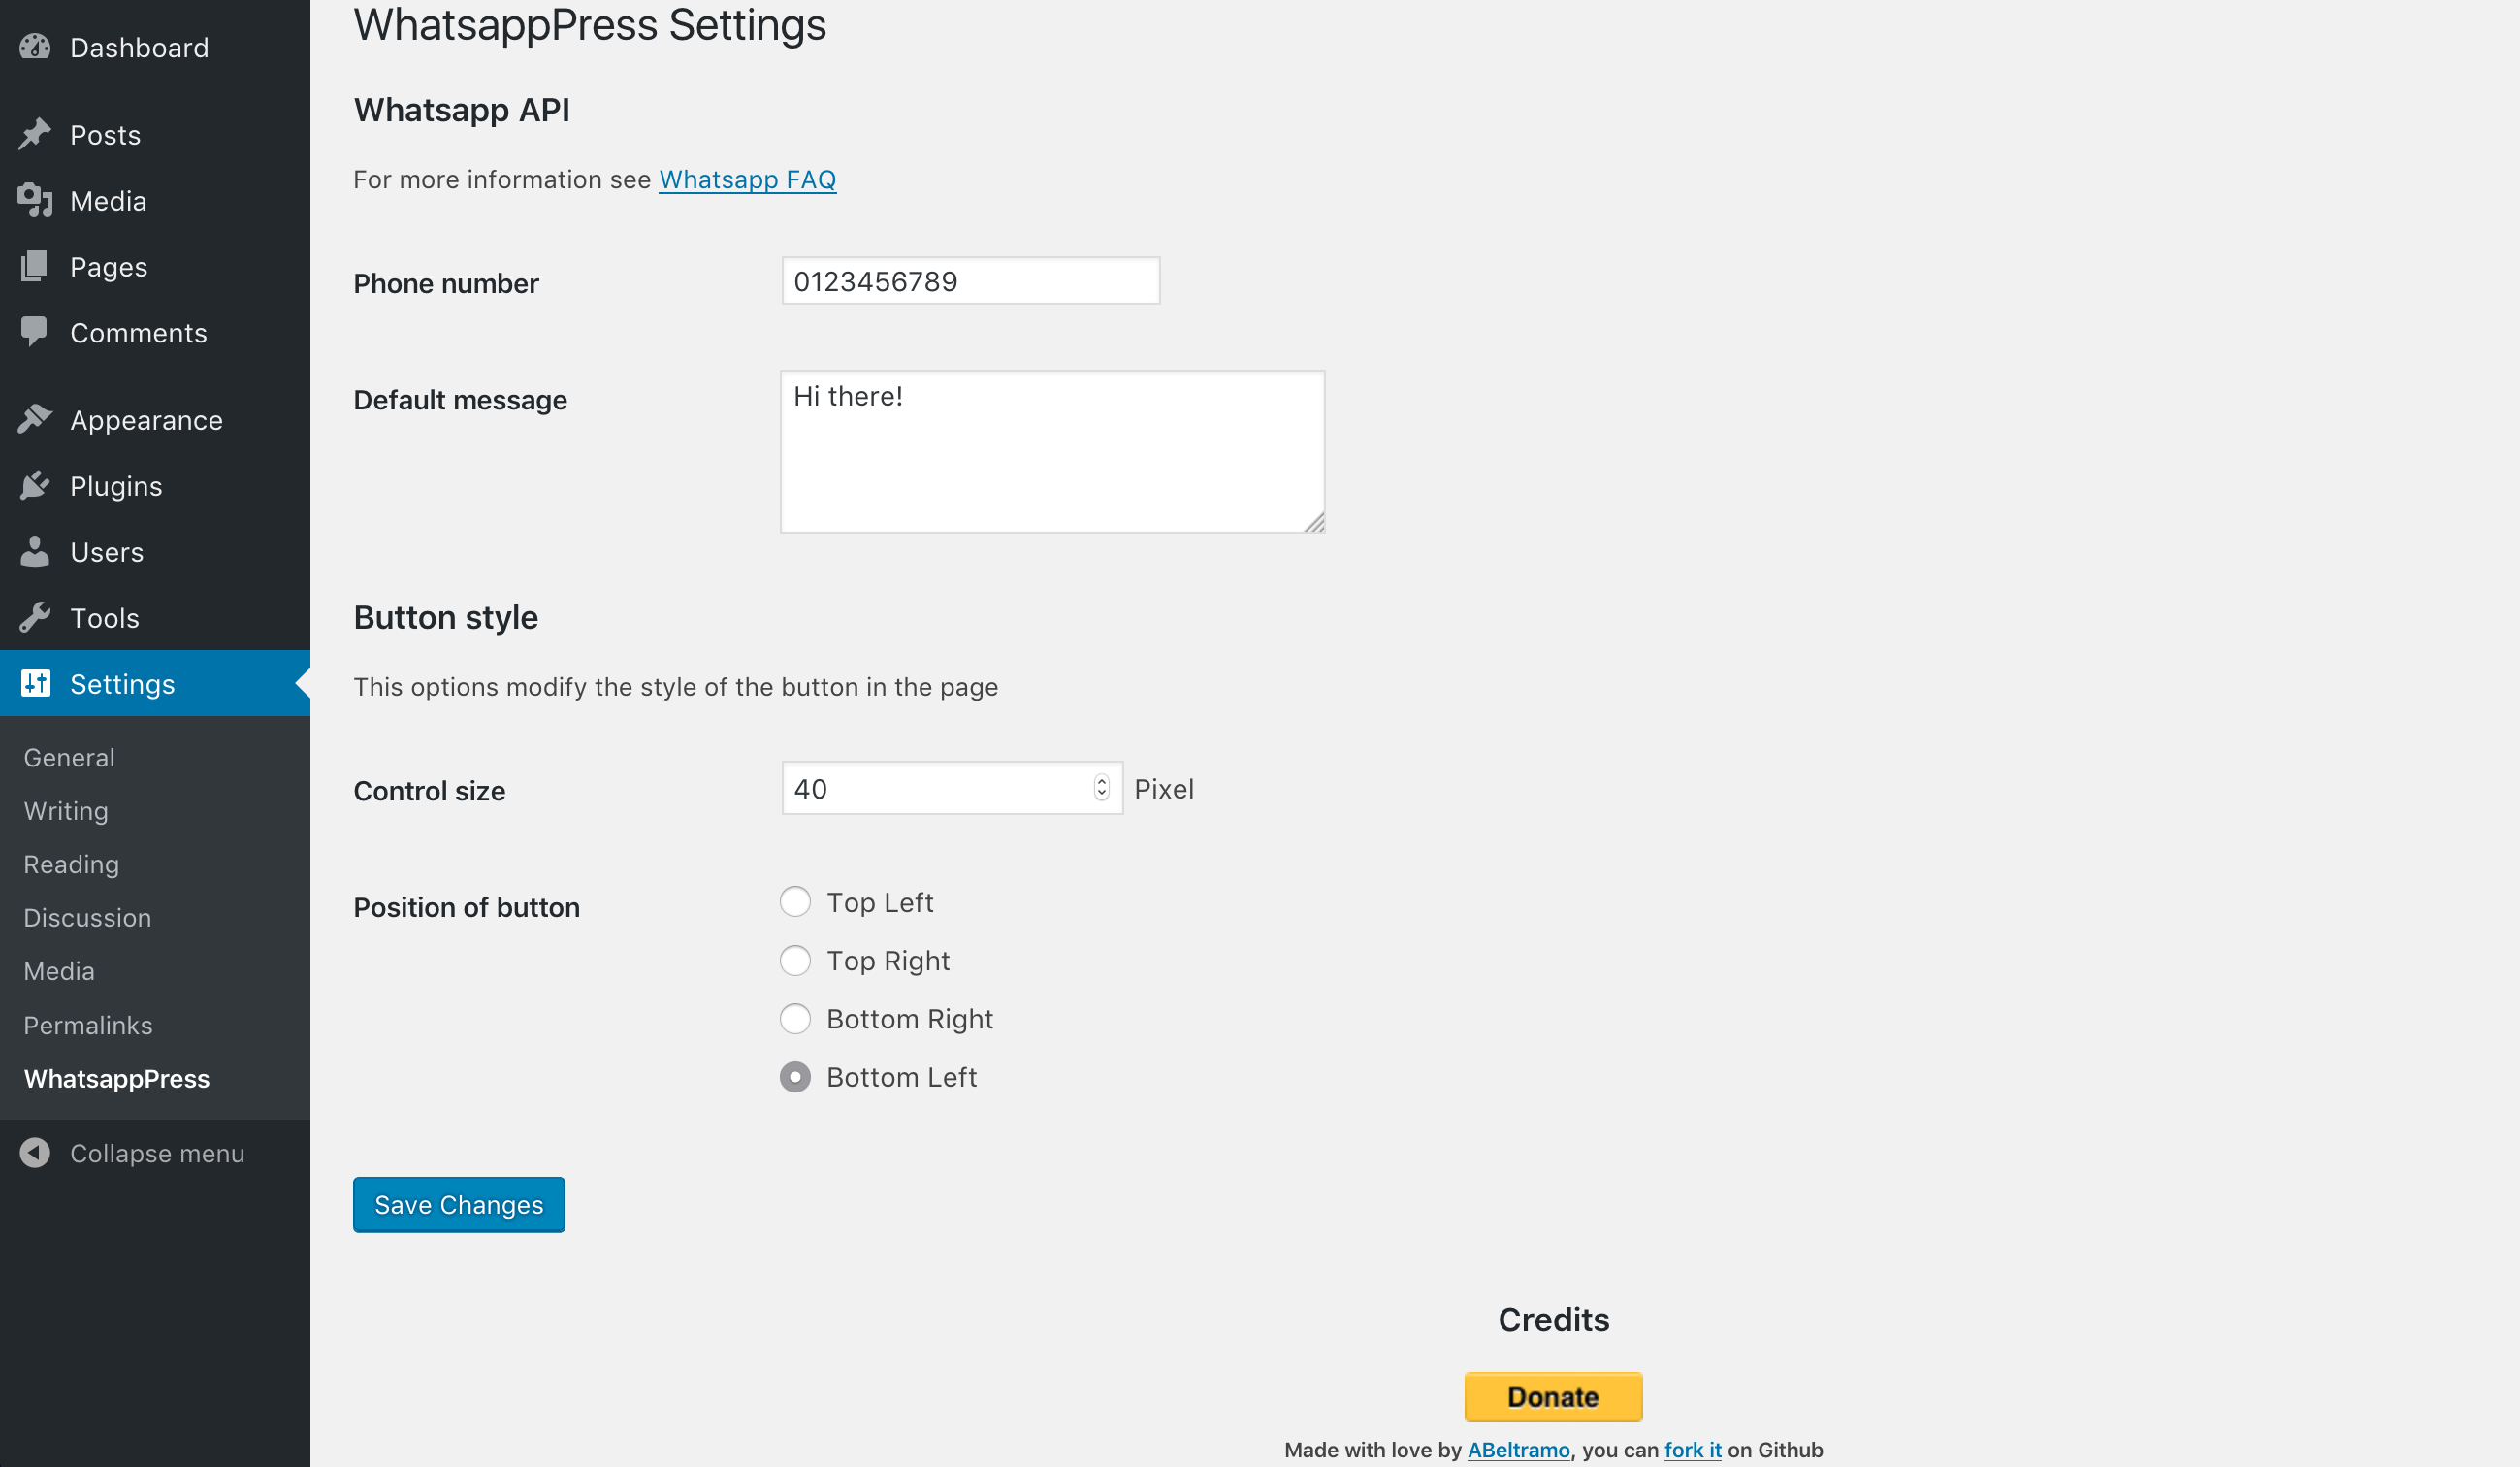 Dashboard
Posts
Media
Pages
Comments
Appearance
Plugins
Users
Tools
Settings
General
Writing
Reading
Discussion
Media
Permalinks
WhatsappPress
Collapse menu
WhatsappPress Settings
Whatsapp API
For more information see Whatsapp FAQ
Phone number 0123456789
Default message Hi there!
Button style
This options modify the style of the button in the page
Control size 40 Pixel
Position of button Top Left
Top Right
Bottom Right
Bottom Left
Save Changes
Credits
Donate
Made with love by ABeltramo, you can fork it on Github